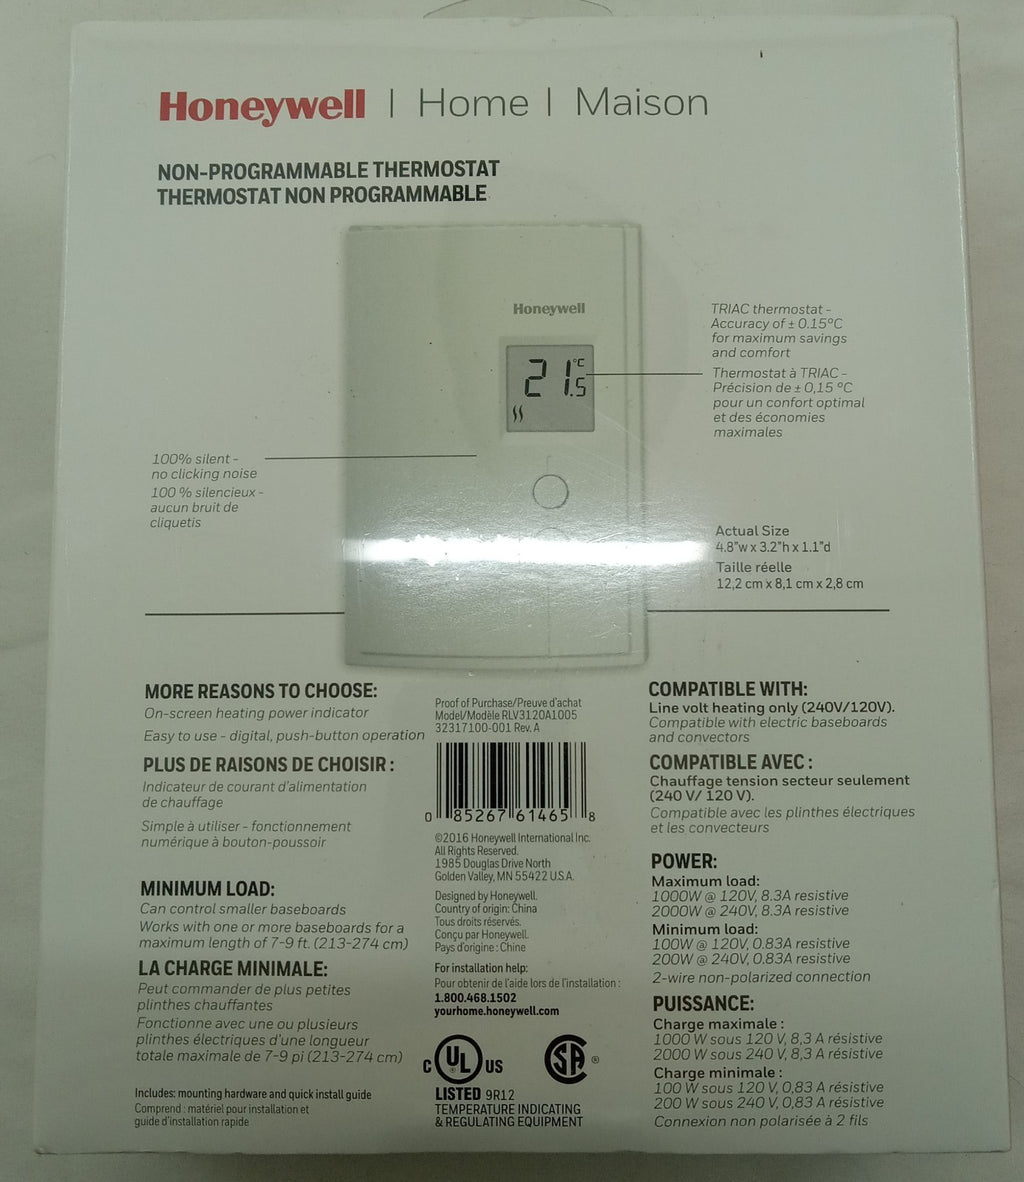 Honeywell | Home | Maison
NON-PROGRAMMABLE THERMOSTAT
THERMOSTAT NON PROGRAMMABLE
Honeywell
21.5 °C
TRIAC thermostat -
Accuracy of ± 0.15°C
for maximum savings
and comfort
Thermostat à TRIAC -
Précision de ± 0,15 °C
pour un confort optimal
et des économies
maximales
100% silent -
no clicking noise
100 % silencieux -
aucun bruit de
cliquetis
Actual Size
4.8"w x 3.2"h x 1.1"d
Taille réelle
12,2 cm x 8,1 cm x 2,8 cm
MORE REASONS TO CHOOSE:
On-screen heating power indicator
Easy to use - digital, push-button operation
PLUS DE RAISONS DE CHOISIR :
Indicateur de courant d'alimentation
de chauffage
Simple à utiliser - fonctionnement
numérique à bouton-poussoir
MINIMUM LOAD:
Can control smaller baseboards
Works with one or more baseboards for a
maximum length of 7-9 ft. (213-274 cm)
LA CHARGE MINIMALE:
Peut commander de plus petites
plinthes chauffantes
Fonctionne avec une ou plusieurs
plinthes électriques d'une longueur
totale maximale de 7-9 pi (213-274 cm)
Includes: mounting hardware and quick install guide
Comprend : matériel pour installation et
guide d'installation rapide
Proof of Purchase/Preuve d'achat
Model/Modèle RLV3120A1005
32317100-001 Rev. A
0 85267 61465 8
©2016 Honeywell International Inc.
All Rights Reserved.
1985 Douglas Drive North
Golden Valley, MN 55422 U.S.A.
Designed by Honeywell.
Country of origin: China
Tous droits réservés.
Conçu par Honeywell.
Pays d'origine : Chine
For installation help:
Pour obtenir de l'aide lors de l'installation :
1.800.468.1502
yourhome.honeywell.com
C UL US SA ®
LISTED 9R12
TEMPERATURE INDICATING
& REGULATING EQUIPMENT
COMPATIBLE WITH:
Line volt heating only (240V/120V).
Compatible with electric baseboards
and convectors
COMPATIBLE AVEC :
Chauffage tension secteur seulement
(240 V/ 120 V).
Compatible avec les plinthes électriques
et les convecteurs
POWER:
Maximum load:
1000W @ 120V, 8.3A resistive
2000W @ 240V, 8.3A resistive
Minimum load:
100W @ 120V, 0.83A resistive
200W @ 240V, 0.83A resistive
2-wire non-polarized connection
PUISSANCE:
Charge maximale :
1000 W sous 120 V, 8,3 A résistive
2000 W sous 240 V, 8,3 A résistive
Charge minimale :
100 W sous 120 V, 0,83 A résistive
200 W sous 240 V, 0,83 A résistive
Connexion non polarisée à 2 fils